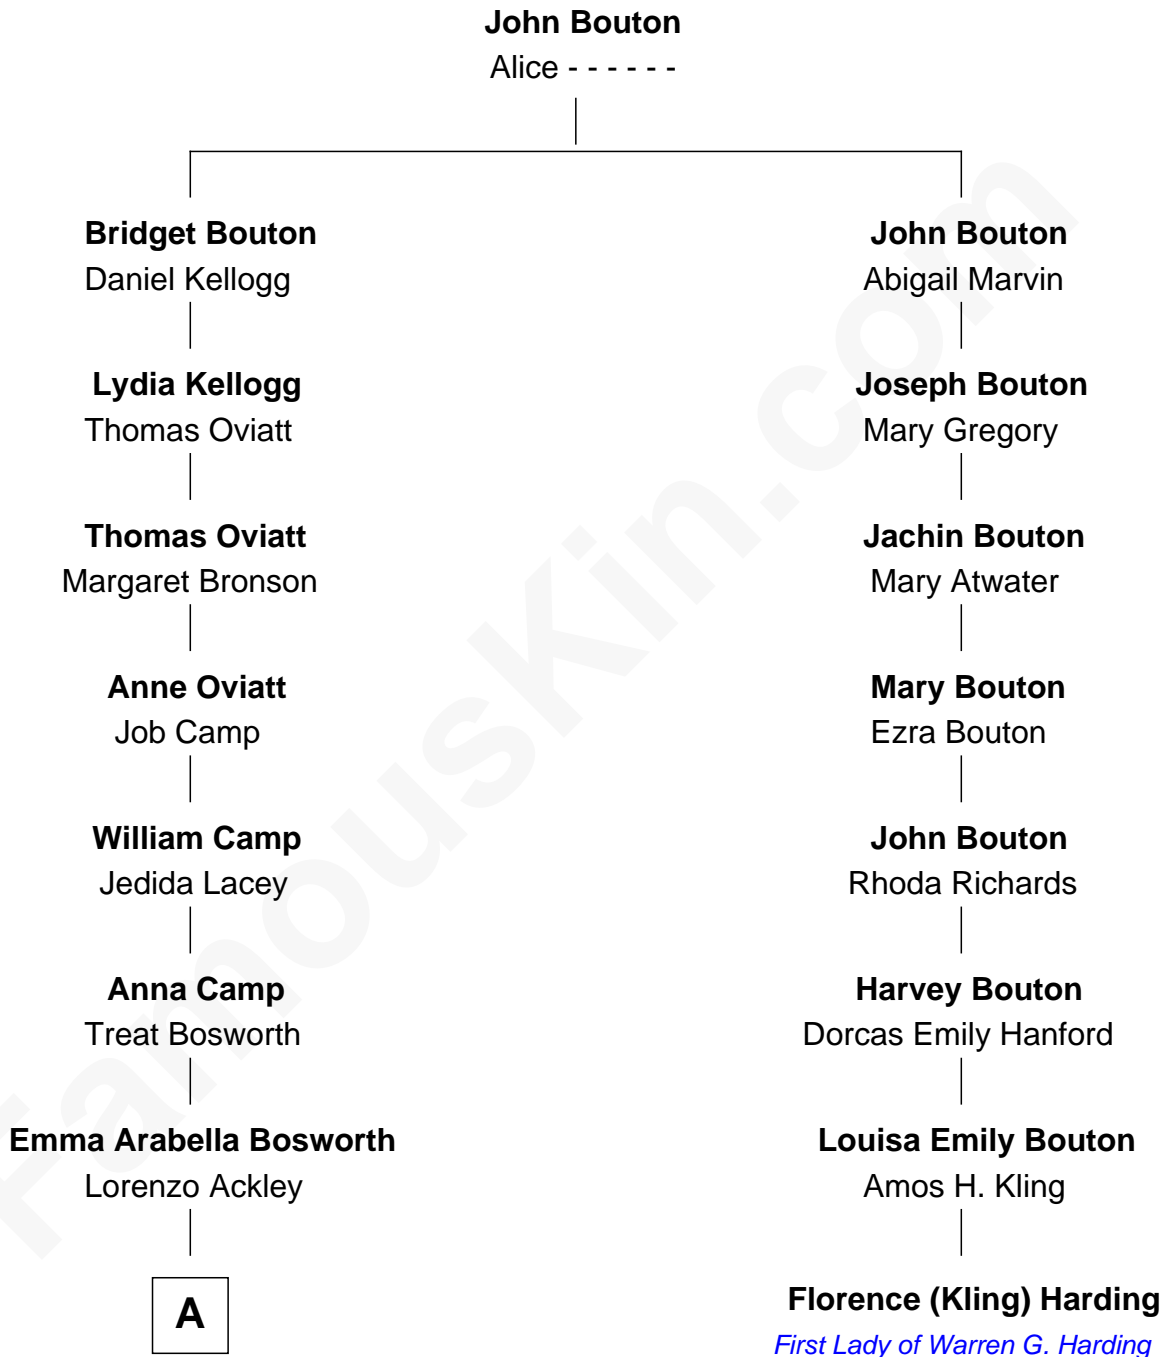 John Bouton
Alice - - - - - -
Bridget Bouton
Daniel Kellogg
John Bouton
Abigail Marvin
Lydia Kellogg
Thomas Oviatt
Joseph Bouton
Mary Gregory
Thomas Oviatt
Margaret Bronson
Jachin Bouton
Mary Atwater
Anne Oviatt
Job Camp
Mary Bouton
Ezra Bouton
William Camp
Jedida Lacey
John Bouton
Rhoda Richards
Anna Camp
Treat Bosworth
Harvey Bouton
Dorcas Emily Hanford
Emma Arabella Bosworth
Lorenzo Ackley
Louisa Emily Bouton
Amos H. Kling
A
Florence (Kling) Harding
First Lady of Warren G. Harding
FamousKin.com